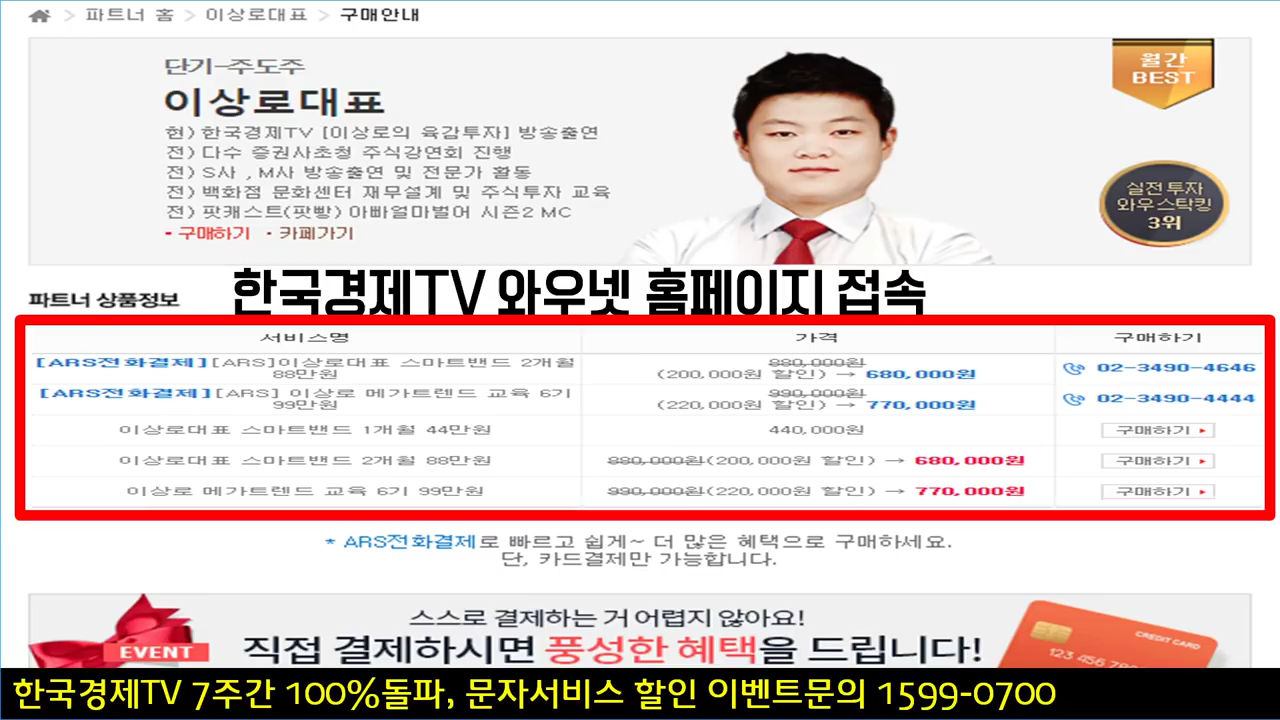 파트너 홈 > 이상로대표 > 구매안내
단기-주도주
이상로대표
현) 한국경제TV [이상로의 육감투자] 방송출연
전) 다수 증권사초청 주식강연회 진행
전) S사 , M사 방송출연 및 전문가 활동
전) 백화점 문화센터 재무설계 및 주식투자 교육
전) 팟캐스트(팟빵) 아빠얼마벌어 시즌2 MC
- 구매하기 · 카페가기
월간
BEST
실전 투자
와우 스탁킹
3위
파트너 상품정보
한국경제TV 와우넷 홈페이지 접속
서비스명 가격 구매하기
[ARS전화결제][ARS]이상로대표 스마트밴드 2개월
88만원
880,000원
(200,000원 할인) → 680,000원
02-3490-4646
[ARS전화결제][ARS] 이상로 메가트렌드 교육 6기
99만원
990,000원
(220,000원 할인) → 770,000원
02-3490-4444
이상로대표 스마트밴드 1개월 44만원 440,000원 구매하기
이상로대표 스마트밴드 2개월 88만원 880,000원(200,000원 할인) → 680,000원 구매하기
이상로 메가트렌드 교육 6기 99만원 990,000원(220,000원 할인) → 770,000원 구매하기
* ARS전화결제로 빠르고 쉽게~ 더 많은 혜택으로 구매하세요.
단, 카드결제만 가능합니다.
EVENT
스스로 결제하는 거 어렵지 않아요!
직접 결제하시면 풍성한 혜택을 드립니다!
CREDIT CARD
한국경제TV 7주간 100%돌파, 문자서비스 할인 이벤트문의 1599-0700